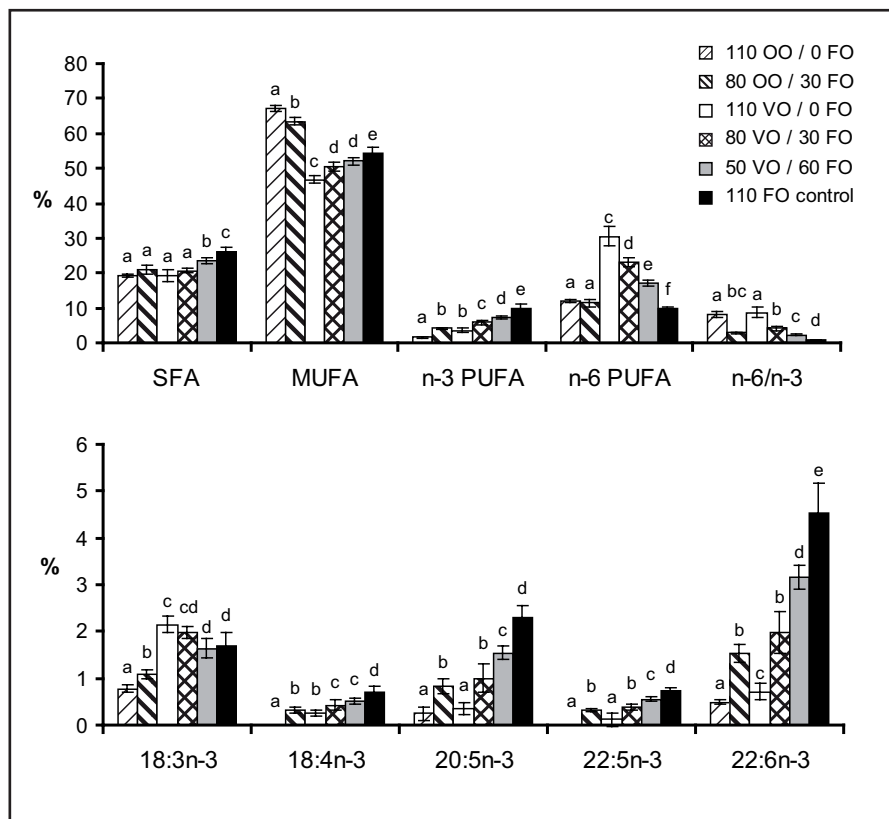 110 OO / 0 FO
80 OO / 30 FO
110 VO / 0 FO
80 VO / 30 FO
50 VO / 60 FO
110 FO control
%
80
70
60
50
40
30
20
10
0
a a a a b c
a b c d d e
a b b c d e
a a c d e f
a bc a b c d
SFA MUFA n-3 PUFA n-6 PUFA n-6/n-3
%
6
5
4
3
2
1
0
a b c cd d d
a b b b c d
a b a b c d
a b a b c d
a b c b d e
18:3n-3 18:4n-3 20:5n-3 22:5n-3 22:6n-3